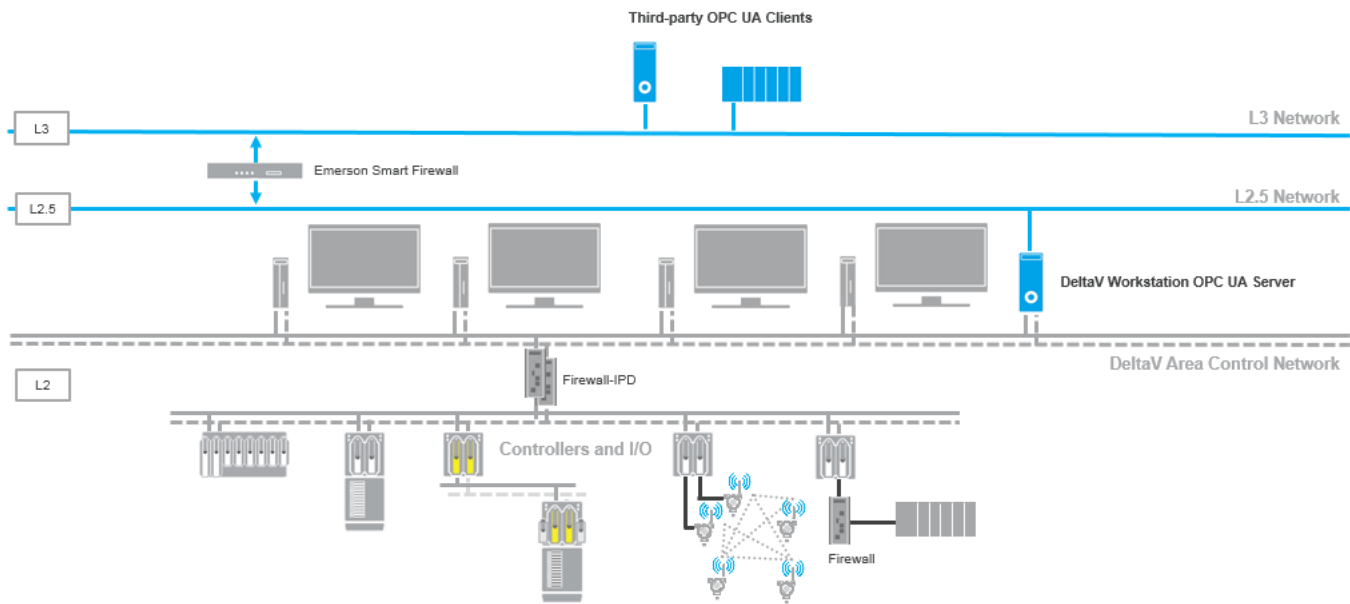 Third-party OPC UA Clients
L3
L3 Network
Emerson Smart Firewall
L2.5
L2.5 Network
DeltaV Workstation OPC UA Server
DeltaV Area Control Network
L2
Firewall-IPD
Controllers and I/O
Firewall